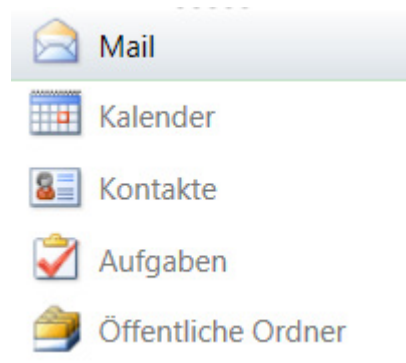 Mail
Kalender
Kontakte
Aufgaben
Öffentliche Ordner